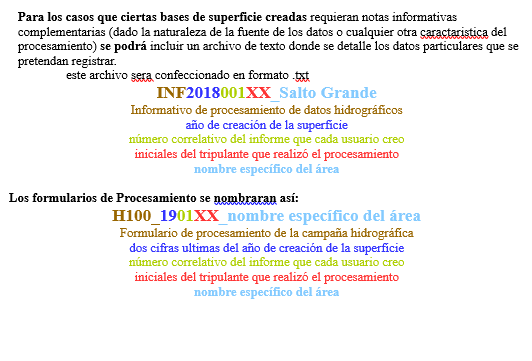 Para los casos que ciertas bases de superficie creadas requieran notas informativas
complementarias (dado la naturaleza de la fuente de los datos o cualquier otra caractaristica del
procesamiento) se podrá incluir un archivo de texto donde se detalle los datos particulares que se
pretendan registrar.
este archivo sera confeccionado en formato .txt
INF2018001XX_Salto Grande
Informativo de procesamiento de datos hidrográficos
año de creación de la superfície
número correlativo del informe que cada usuario creo
iniciales del tripulante que realizó el procesamiento
nombre específico del área
Los formularios de Procesamiento se nombraran así:
H100_1901XX_nombre específico del área
Formulario de procesamiento de la campaña hidrográfica
dos cifras ultimas del año de creación de la superfície
número correlativo del informe que cada usuario creo
iniciales del tripulante que realizó el procesamiento
nombre específico del área